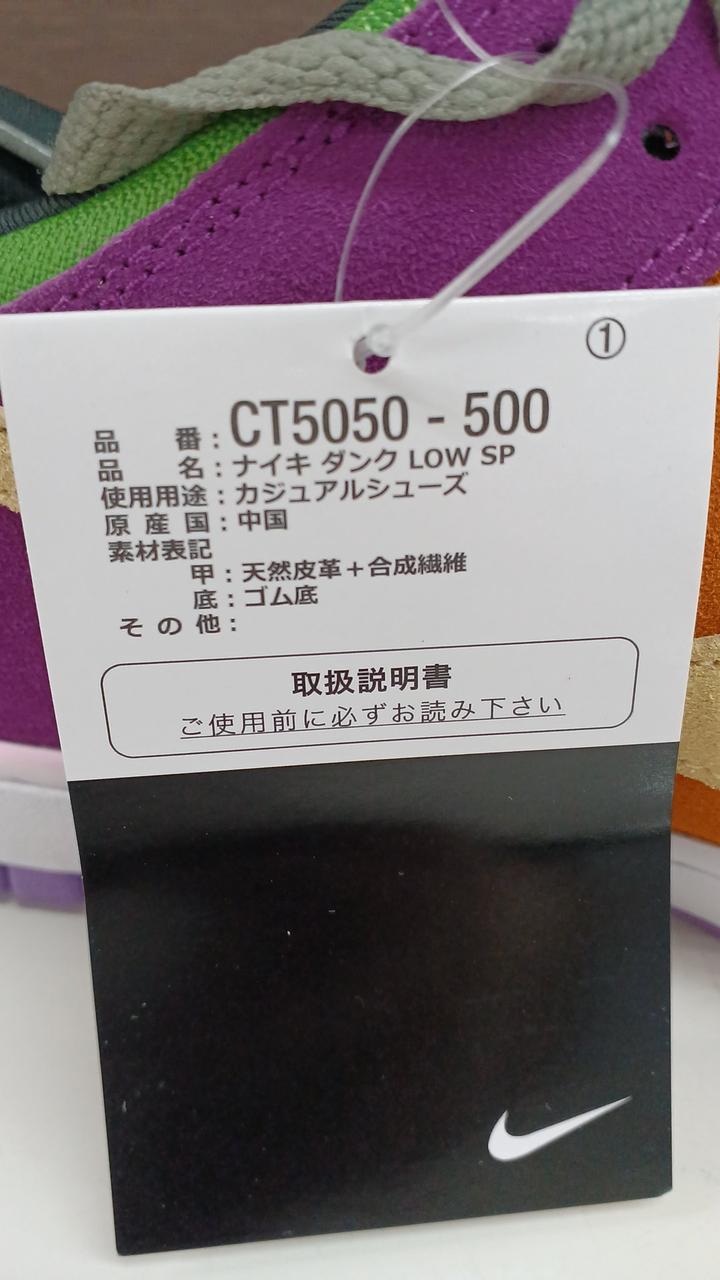 ①
品 番：CT5050 - 500
品 名：ナイキ ダンク LOW SP
使用用途：カジュアルシューズ
原 産 国：中国
素材表記
甲：天然皮革＋合成繊維
底：ゴム底
そ の 他：
取扱説明書
ご使用前に必ずお読み下さい